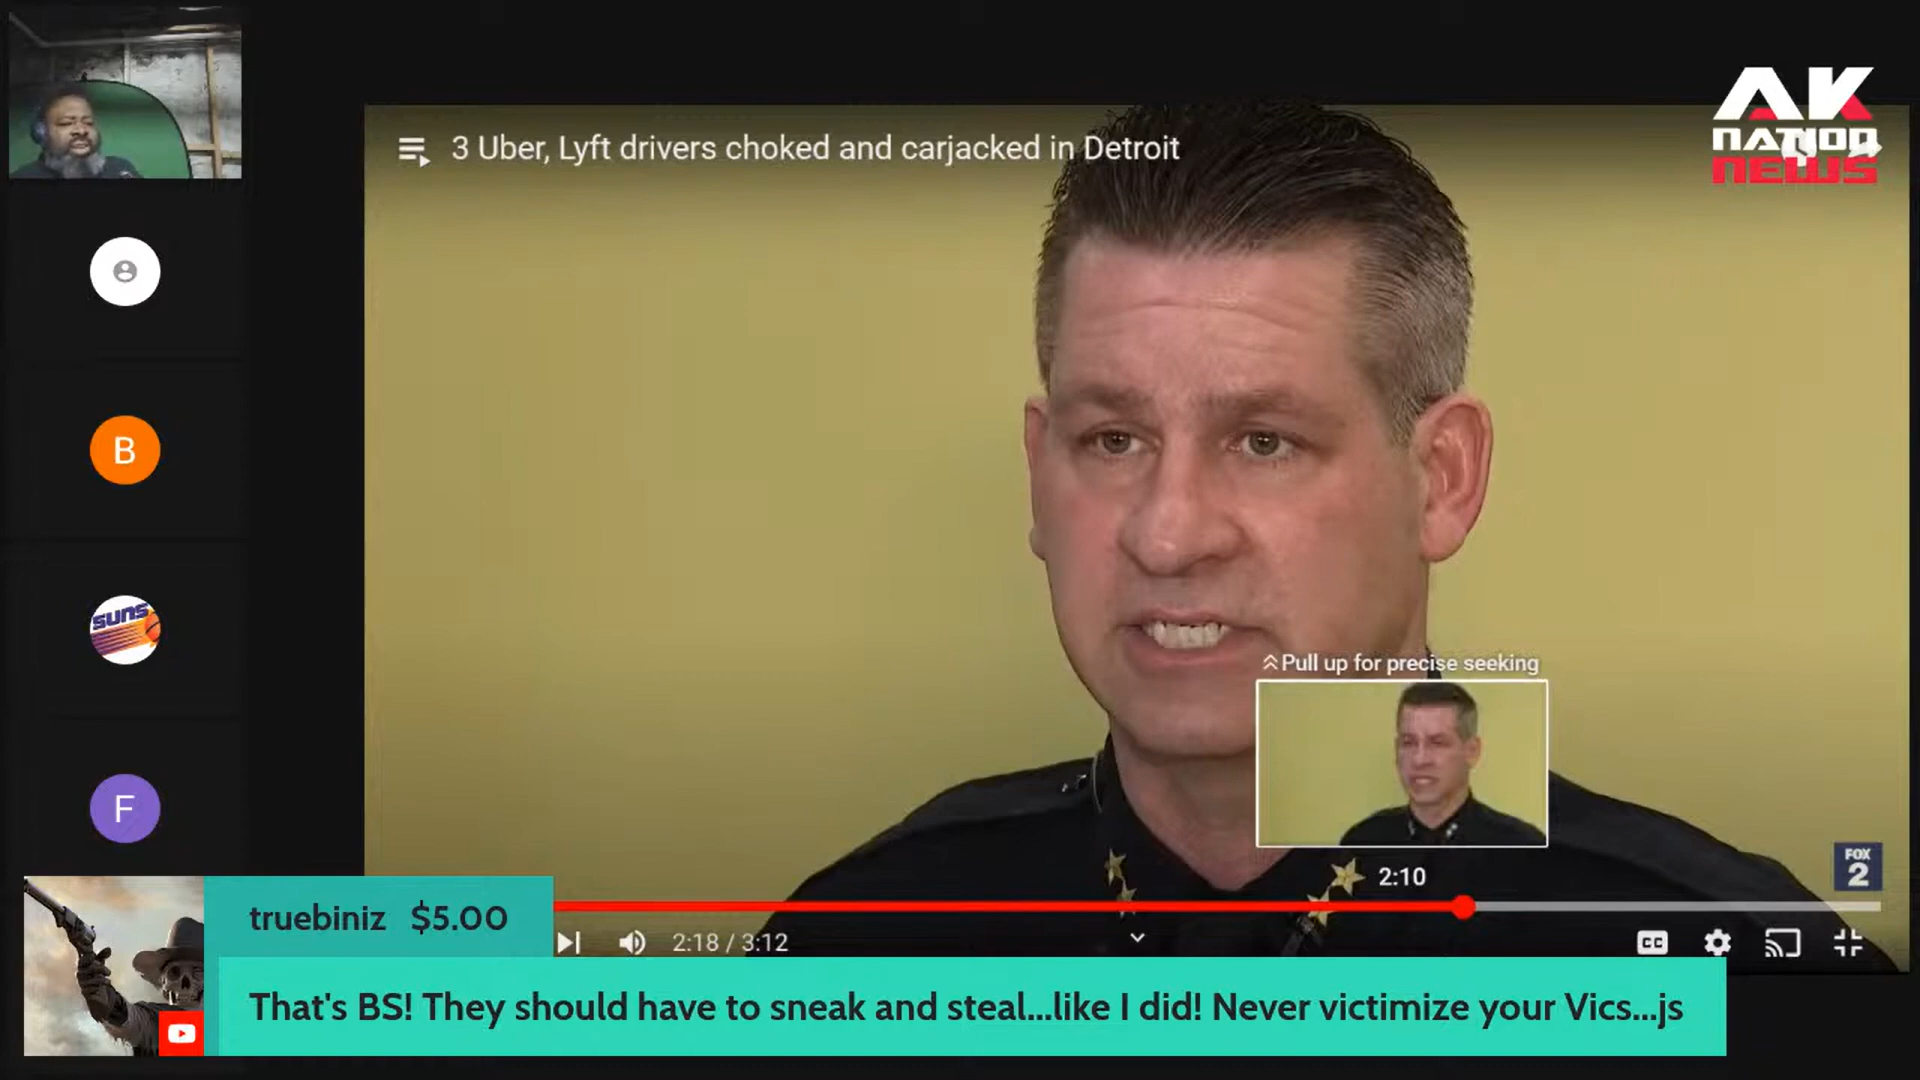 AK
NATION
NEWS
3 Uber, Lyft drivers choked and carjacked in Detroit
B
SUNS
F
Pull up for precise seeking
2:10
FOX
2
2:18 / 3:12
CC
truebiniz $5.00
That's BS! They should have to sneak and steal...like I did! Never victimize your Vics...js